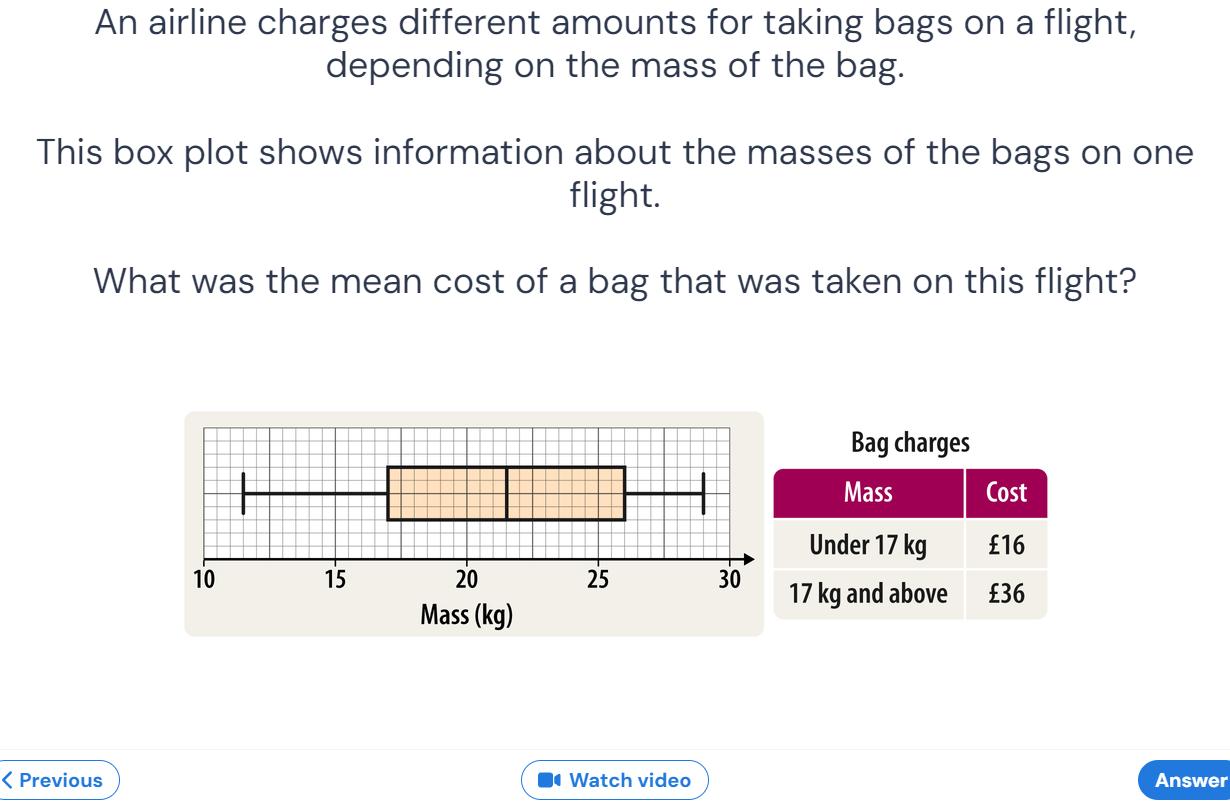 An airline charges different amounts for taking bags on a flight,
depending on the mass of the bag.
This box plot shows information about the masses of the bags on one
flight.
What was the mean cost of a bag that was taken on this flight?
10 15 20 25 30
Mass (kg)
Bag charges
Mass Cost
Under 17 kg £16
17 kg and above £36
Previous Watch video Answer